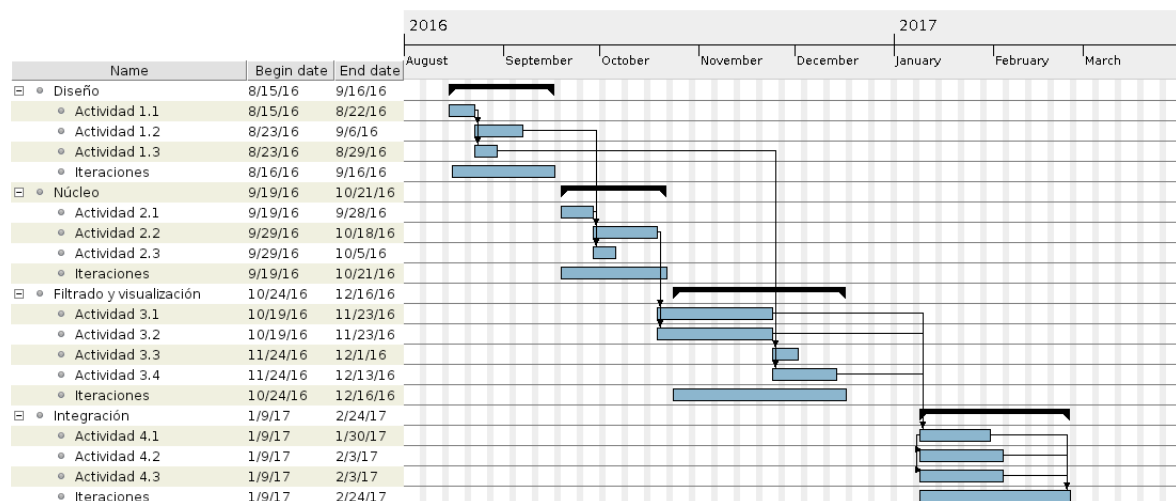 2016 2017
August September October November December January February March
Name Begin date End date
Diseño 8/15/16 9/16/16
Actividad 1.1 8/15/16 8/22/16
Actividad 1.2 8/23/16 9/6/16
Actividad 1.3 8/23/16 8/29/16
Iteraciones 8/16/16 9/16/16
Núcleo 9/19/16 10/21/16
Actividad 2.1 9/19/16 9/28/16
Actividad 2.2 9/29/16 10/18/16
Actividad 2.3 9/29/16 10/5/16
Iteraciones 9/19/16 10/21/16
Filtrado y visualización 10/24/16 12/16/16
Actividad 3.1 10/19/16 11/23/16
Actividad 3.2 10/19/16 11/23/16
Actividad 3.3 11/24/16 12/1/16
Actividad 3.4 11/24/16 12/13/16
Iteraciones 10/24/16 12/16/16
Integración 1/9/17 2/24/17
Actividad 4.1 1/9/17 1/30/17
Actividad 4.2 1/9/17 2/3/17
Actividad 4.3 1/9/17 2/3/17
Iteraciones 1/9/17 2/24/17